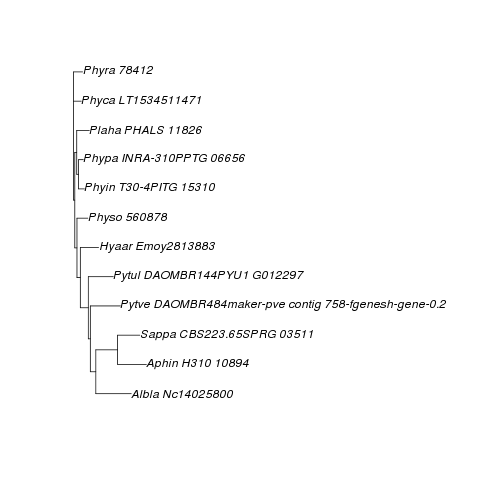 Phyra 78412
Phyca LT1534511471
Plaha PHALS 11826
Phypa INRA-310PPTG 06656
Phyin T30-4PITG 15310
Physo 560878
Hyaar Emoy2813883
Pytul DAOMBR144PYU1 G012297
Pytve DAOMBR484maker-pve contig 758-fgenesh-gene-0.2
Sappa CBS223.65SPRG 03511
Aphin H310 10894
Albla Nc14025800